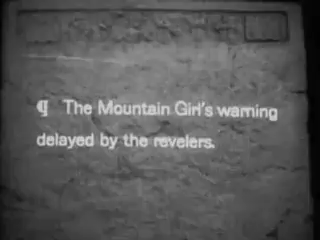 ¶ The Mountain Girl's warning
delayed by the revelers.